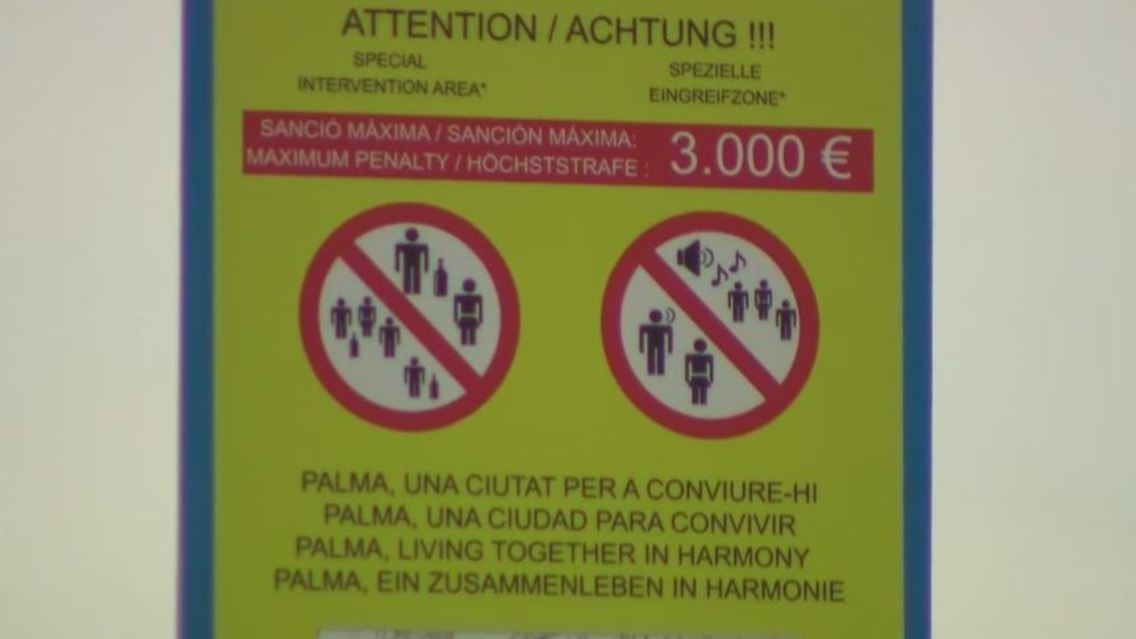 ATTENTION / ACHTUNG !!!
SPECIAL
INTERVENTION AREA*
SPEZIELLE
EINGREIFZONE*
SANCIÓ MÀXIMA / SANCIÓN MÁXIMA:
MAXIMUM PENALTY / HÖCHSTSTRAFE :
3.000 €
PALMA, UNA CIUTAT PER A CONVIURE-HI
PALMA, UNA CIUDAD PARA CONVIVIR
PALMA, LIVING TOGETHER IN HARMONY
PALMA, EIN ZUSAMMENLEBEN IN HARMONIE